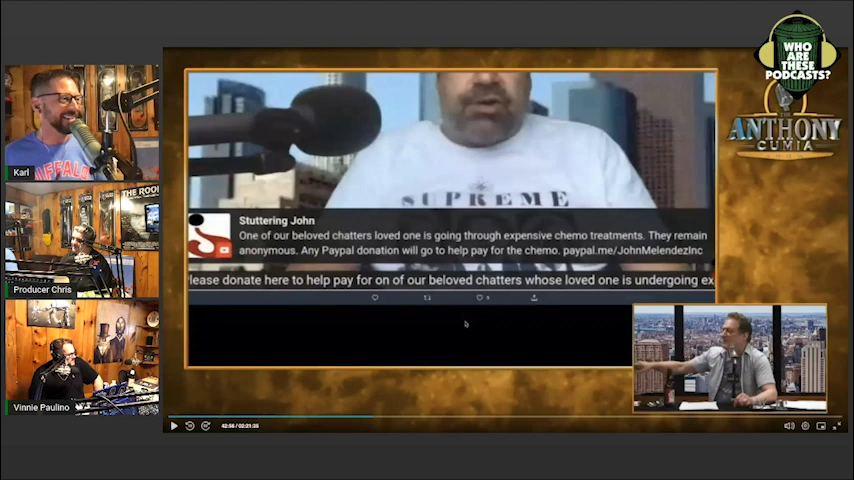 WHO
ARE
THESE
PODCASTS?
ANTHONY
CUMIA
BUFFALO
Karl
THE ROOM
Producer Chris
Vinnie Paulino
SUPREME
Stuttering John
One of our beloved chatters loved one is going through expensive chemo treatments. They remain
anonymous. Any Paypal donation will go to help pay for the chemo. paypal.me/JohnMelendezInc
lease donate here to help pay for on of our beloved chatters whose loved one is undergoing ex
42:56 / 02:21:35